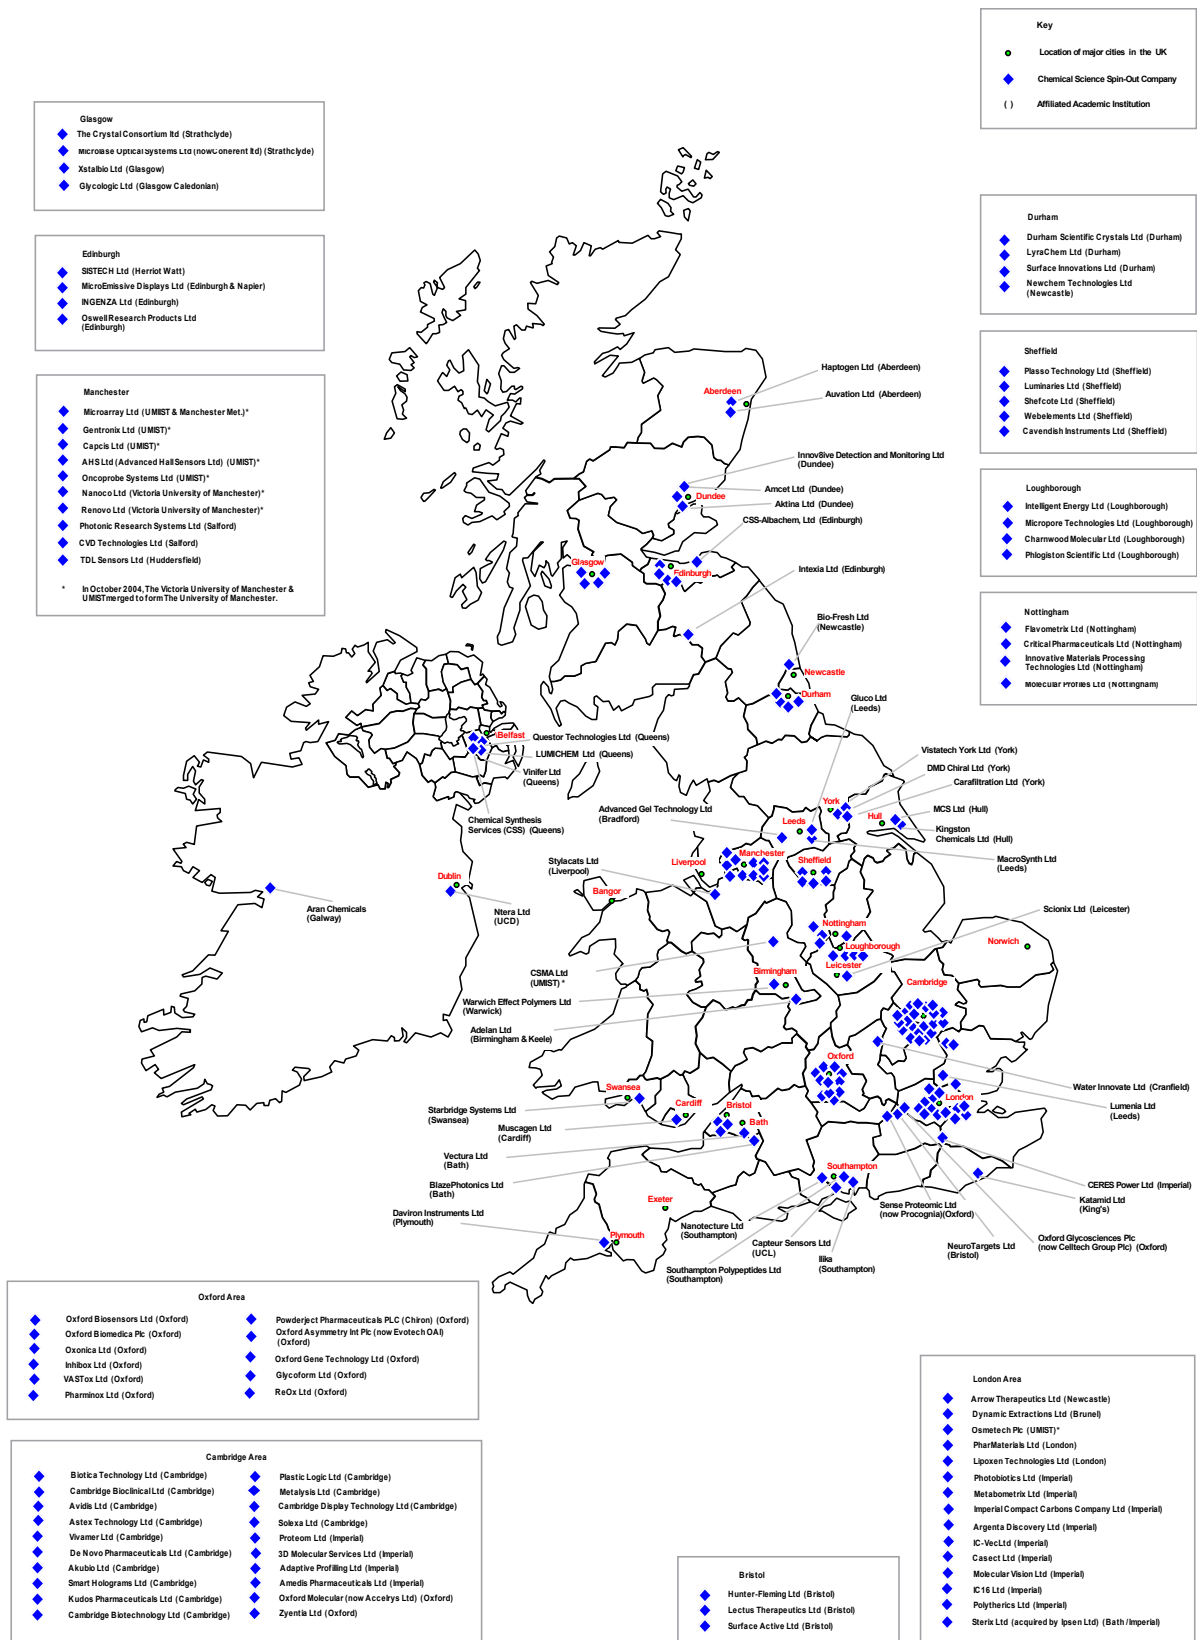 Key
Location of major cities in the UK
Chemical Science Spin-Out Company
( ) Affiliated Academic Institution
Glasgow
The Crystal Consortium ltd (Strathclyde)
Microlase Optical Systems Ltd (now Coherent ltd) (Strathclyde)
Xstalbio Ltd (Glasgow)
Glycologic Ltd (Glasgow Caledonian)
Edinburgh
SISTECH Ltd (Herriot Watt)
MicroEmissive Displays Ltd (Edinburgh & Napier)
INGENZA Ltd (Edinburgh)
Oswell Research Products Ltd
(Edinburgh)
Manchester
Microarray Ltd (UMIIST & Manchester Met.)*
Gentronix Ltd (UMIST)*
Capcis Ltd (UMIST)*
AHS Ltd (Advanced Hall Sensors Ltd) (UMIST)*
Oncoprobe Systems Ltd (UMIST)*
Nanoco Ltd (Victoria University of Manchester)*
Renovo Ltd (Victoria University of Manchester)*
Photonic Research Systems Ltd (Salford)
CVD Technologies Ltd (Salford)
TDL Sensors Ltd (Huddersfield)
* In October 2004, The Victoria University of Manchester &
UMIST merged to form The University of Manchester.
Durham
Durham Scientific Crystals Ltd (Durham)
LyraChem Ltd (Durham)
Surface Innovations Ltd (Durham)
Newchem Technologies Ltd
(Newcastle)
Sheffield
Plasso Technology Ltd (Sheffield)
Luminaries Ltd (Sheffield)
Shefcote Ltd (Sheffield)
Webelements Ltd (Sheffield)
Cavendish Instruments Ltd (Sheffield)
Loughborough
Intelligent Energy Ltd (Loughborough)
Micropore Technologies Ltd (Loughborough)
Charnwood Molecular Ltd (Loughborough)
Phlogiston Scientific Ltd (Loughborough)
Nottingham
Flavometrix Ltd (Nottingham)
Critical Pharmaceuticals Ltd (Nottingham)
Innovative Materials Processing
Technologies Ltd (Nottingham)
Molecular Profiles Ltd (Nottingham)
Haptogen Ltd (Aberdeen)
Aberdeen
Auvation Ltd (Aberdeen)
Innov8ive Detection and Monitoring Ltd
(Dundee)
Amcet Ltd (Dundee)
Dundee
Aktina Ltd (Dundee)
CSS-Albachem, Ltd (Edinburgh)
Glasgow
Edinburgh
Intexia Ltd (Edinburgh)
Bio-Fresh Ltd
(Newcastle)
Newcastle
Durham
Gluco Ltd
(Leeds)
Belfast
Questor Technologies Ltd (Queens)
LUMICHEM Ltd (Queens)
Vinifer Ltd
(Queens)
Chemical Synthesis
Services (CSS) (Queens)
Vistatech York Ltd (York)
DMD Chiral Ltd (York)
Carafiltration Ltd (York)
York
Advanced Gel Technology Ltd
(Bradford)
Leeds
Hull
MCS Ltd (Hull)
Kingston
Chemicals Ltd (Hull)
MacroSynth Ltd
(Leeds)
Stylacats Ltd
(Liverpool)
Liverpool
Manchester
Sheffield
Bangor
Dublin
Aran Chemicals
(Galway)
Ntera Ltd
(UCD)
Scionix Ltd (Leicester)
Nottingham
Loughborough
Leicester
Norwich
CSMA Ltd
(UMIST) *
Birmingham
Cambridge
Warwich Effect Polymers Ltd
(Warwick)
Adelan Ltd
(Birmingham & Keele)
Oxford
Water Innovate Ltd (Cranfield)
Swansea
Cardiff
Bristol
Bath
London
Lumenia Ltd
(Leeds)
Starbridge Systems Ltd
(Swansea)
Muscagen Ltd
(Cardiff)
Vectura Ltd
(Bath)
BlazePhotonics Ltd
(Bath)
Southampton
CERES Power Ltd (Imperial)
Katamid Ltd
(King's)
Exeter
Daviron Instruments Ltd
(Plymouth)
Plymouth
Nanotecture Ltd
(Southampton)
Sense Proteomic Ltd
(now Procognia)(Oxford)
Capteur Sensors Ltd
(UCL)
Ilika
(Southampton)
Southampton Polypeptides Ltd
(Southampton)
NeuroTargets Ltd
(Bristol)
Oxford Glycosciences Plc
(now Celltech Group Plc) (Oxford)
Oxford Area
Oxford Biosensors Ltd (Oxford)
Oxford Biomedica Plc (Oxford)
Oxonica Ltd (Oxford)
Inhibox Ltd (Oxford)
VASTox Ltd (Oxford)
Pharminox Ltd (Oxford)
Powderject Pharmaceuticals PLC (Chiron) (Oxford)
Oxford Asymmetry Int Plc (now Evotech OAI)
(Oxford)
Oxford Gene Technology Ltd (Oxford)
Glycoform Ltd (Oxford)
ReOx Ltd (Oxford)
Cambridge Area
Biotica Technology Ltd (Cambridge)
Cambridge Bioclinical Ltd (Cambridge)
Avidis Ltd (Cambridge)
Astex Technology Ltd (Cambridge)
Vivamer Ltd (Cambridge)
De Novo Pharmaceuticals Ltd (Cambridge)
Akubio Ltd (Cambridge)
Smart Holograms Ltd (Cambridge)
Kudos Pharmaceuticals Ltd (Cambridge)
Cambridge Biotechnology Ltd (Cambridge)
Plastic Logic Ltd (Cambridge)
Metalysis Ltd (Cambridge)
Cambridge Display Technology Ltd (Cambridge)
Solexa Ltd (Cambridge)
Proteom Ltd (Imperial)
3D Molecular Services Ltd (Imperial)
Adaptive Profilling Ltd (Imperial)
Amedis Pharmaceuticals Ltd (Imperial)
Oxford Molecular (now Accelrys Ltd) (Oxford)
Zyentia Ltd (Oxford)
Bristol
Hunter-Fleming Ltd (Bristol)
Lectus Therapeutics Ltd (Bristol)
Surface Active Ltd (Bristol)
London Area
Arrow Therapeutics Ltd (Newcastle)
Dynamic Extractions Ltd (Brunel)
Osmetech Plc (UMIST)*
PharMaterials Ltd (London)
Lipoxen Technologies Ltd (London)
Photobiotics Ltd (Imperial)
Metabometrix Ltd (Imperial)
Imperial Compact Carbons Company Ltd (Imperial)
Argenta Discovery Ltd (Imperial)
IC-VecLtd (Imperial)
Casect Ltd (Imperial)
Molecular Vision Ltd (Imperial)
IC16 Ltd (Imperial)
Polytherics Ltd (Imperial)
Sterix Ltd (acquired by Ipsen Ltd) (Bath / Imperial)